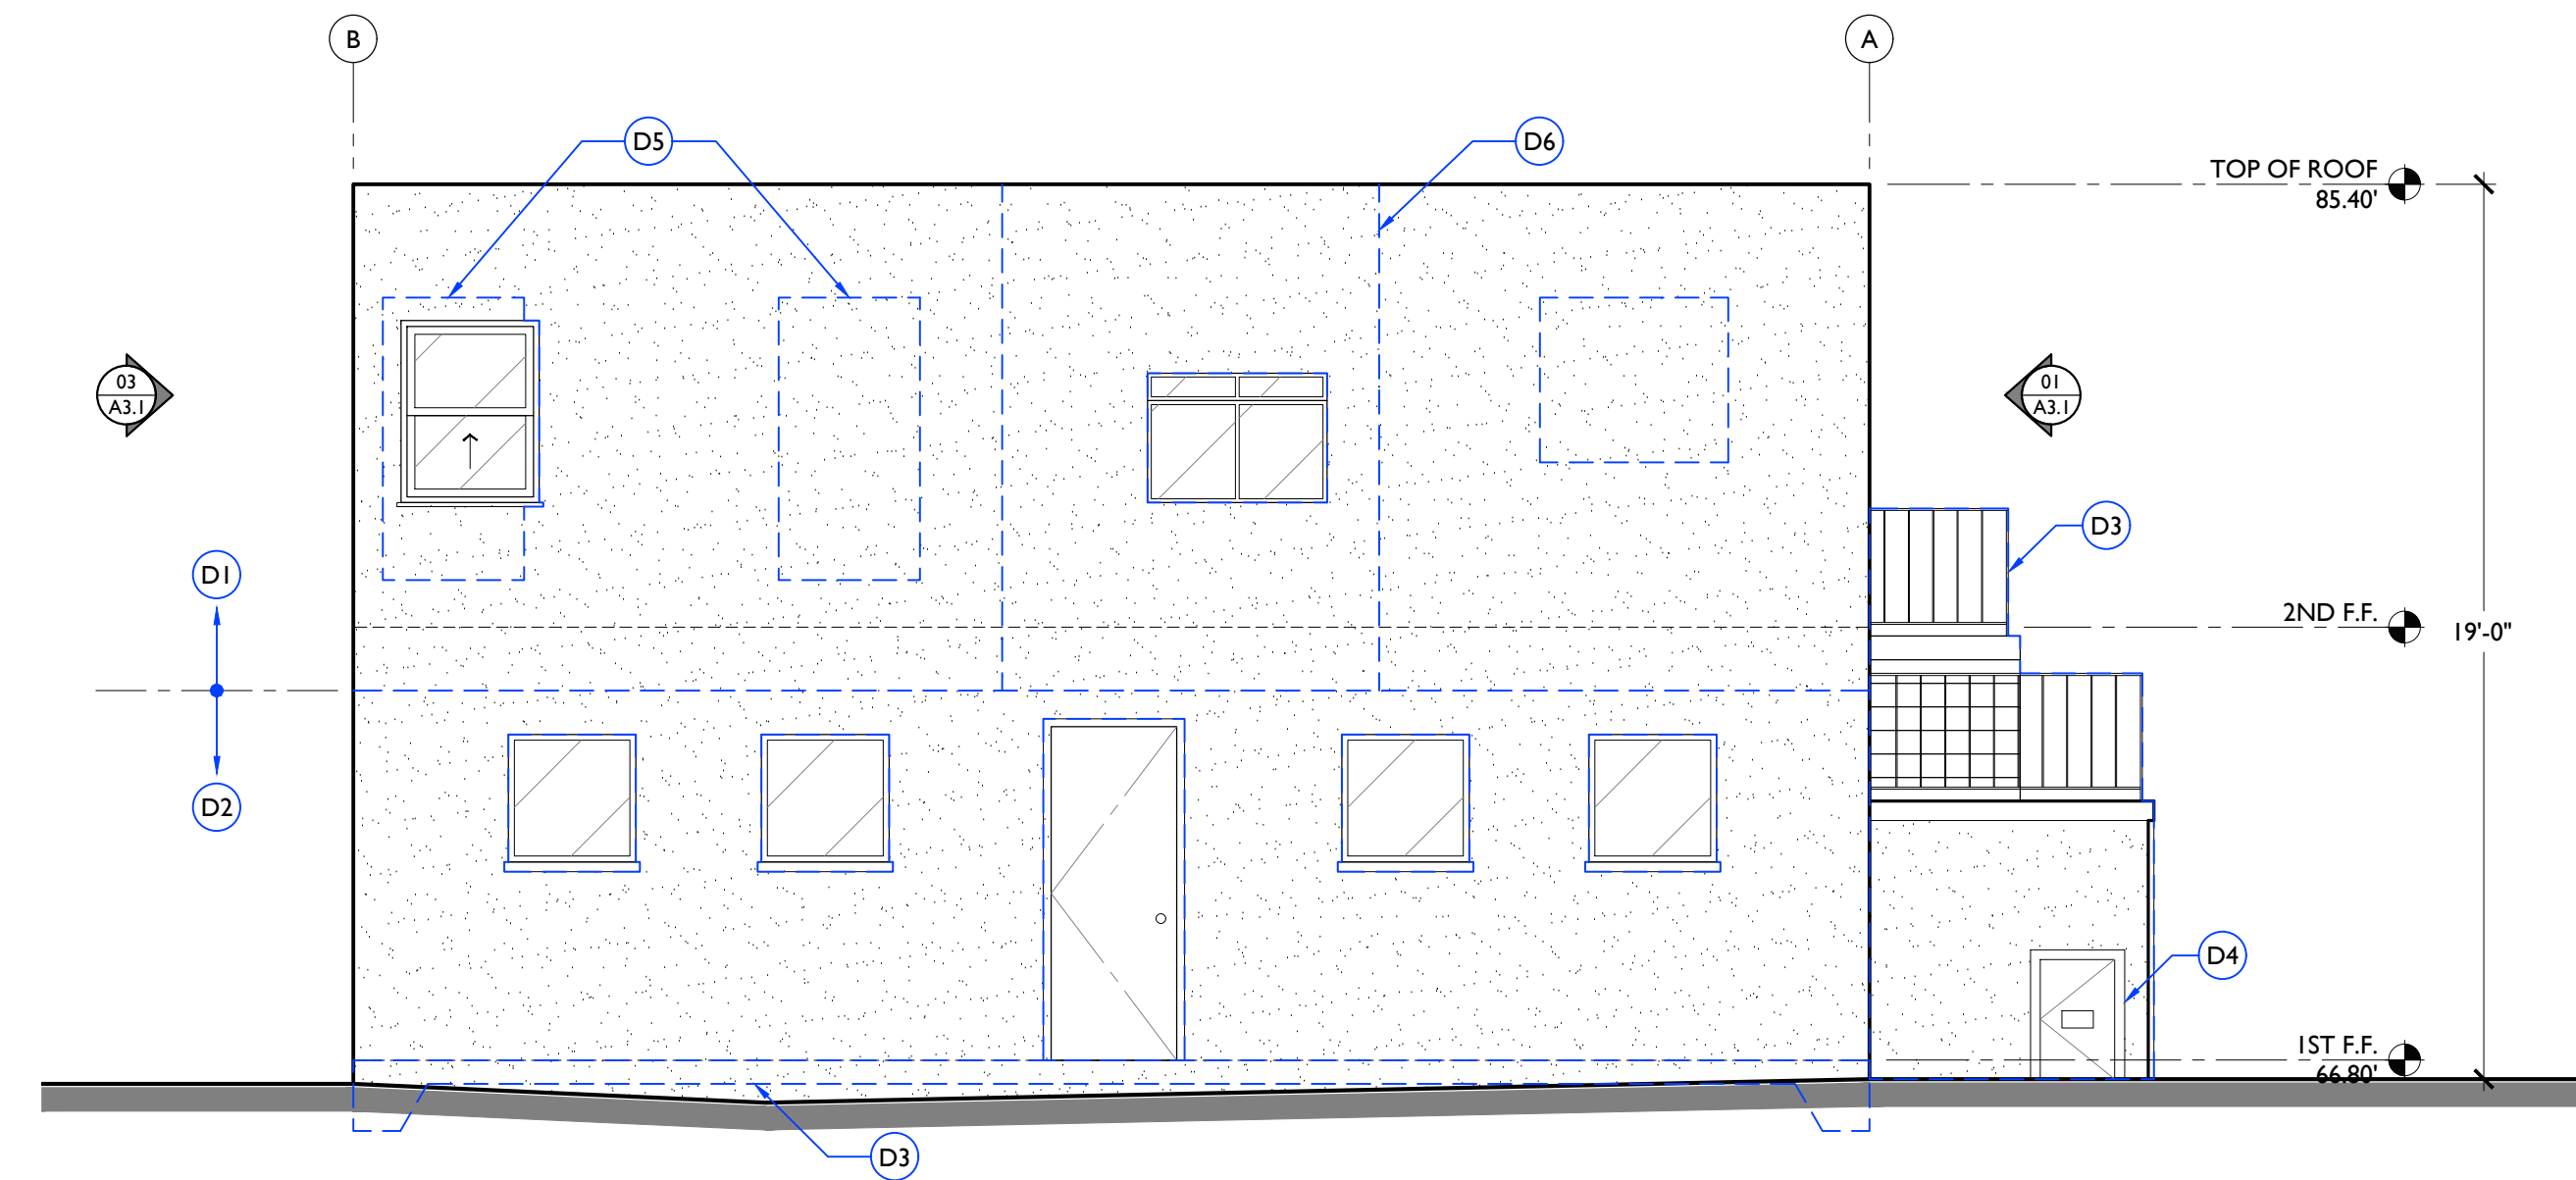 B
A
D5
D6
TOP OF ROOF
85.40'
03
A3.1
01
A3.1
D3
D1
2ND F.F.
19'-0"
D2
D4
1ST F.F.
66.80'
D3